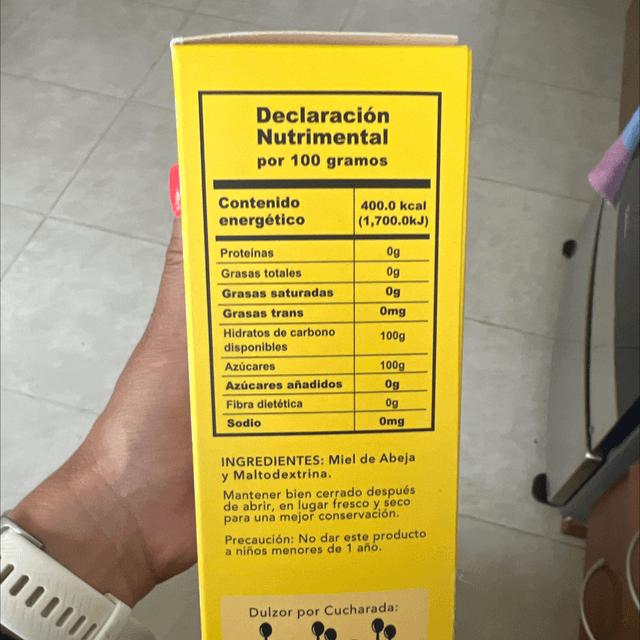 Declaración
Nutrimental
por 100 gramos
Contenido energético 400.0 kcal (1,700.0kJ)
Proteínas 0g
Grasas totales 0g
Grasas saturadas 0g
Grasas trans 0mg
Hidratos de carbono disponibles 100g
Azúcares 100g
Azúcares añadidos 0g
Fibra dietética 0g
Sodio 0mg
INGREDIENTES: Miel de Abeja
y Maltodextrina.
Mantener bien cerrado después
de abrir, en lugar fresco y seco
para una mejor conservación.
Precaución: No dar este producto
a niños menores de 1 año.
Dulzor por Cucharada: